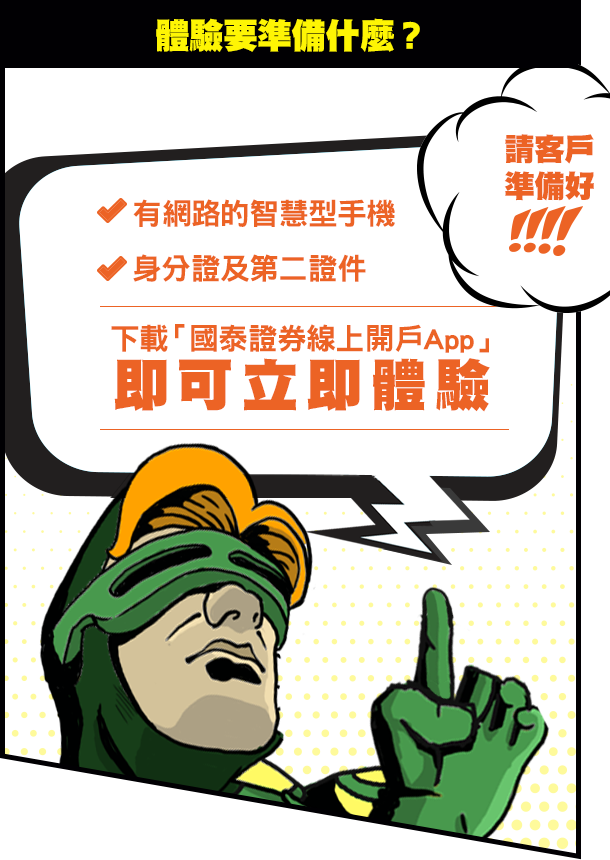 體驗要準備什麼？
請客戶
準備好
!!!!
有網路的智慧型手機
身分證及第二證件
下載「國泰證券線上開戶App」
即可立即體驗